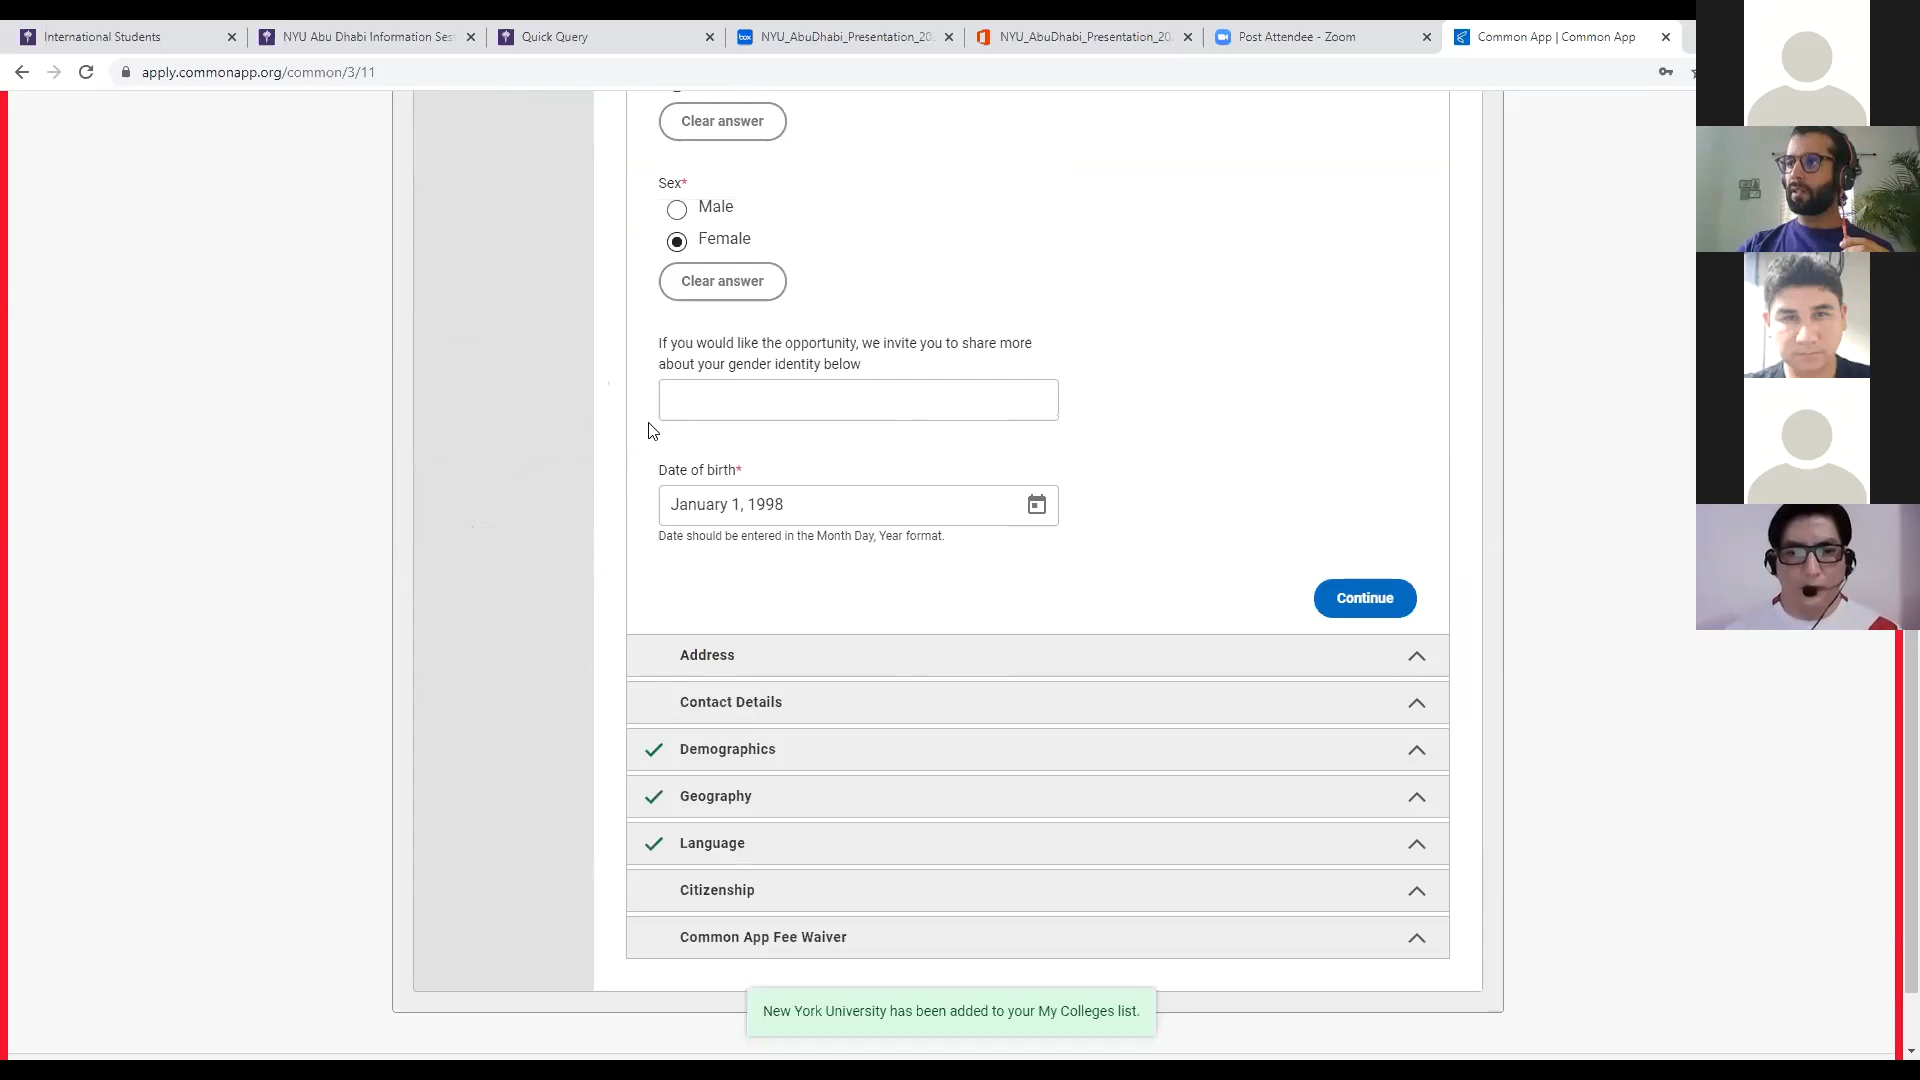 International Students
NYU Abu Dhabi Information Ses
Quick Query
box
NYU_AbuDhabi_Presentation_20
NYU_AbuDhabi_Presentation_20
Post Attendee - Zoom
Common App | Common App
apply.commonapp.org/common/3/11
Clear answer
Sex*
Male
Female
Clear answer
If you would like the opportunity, we invite you to share more
about your gender identity below
Date of birth*
January 1, 1998
Date should be entered in the Month Day, Year format.
Continue
Address
Contact Details
Demographics
Geography
Language
Citizenship
Common App Fee Waiver
New York University has been added to your My Colleges list.